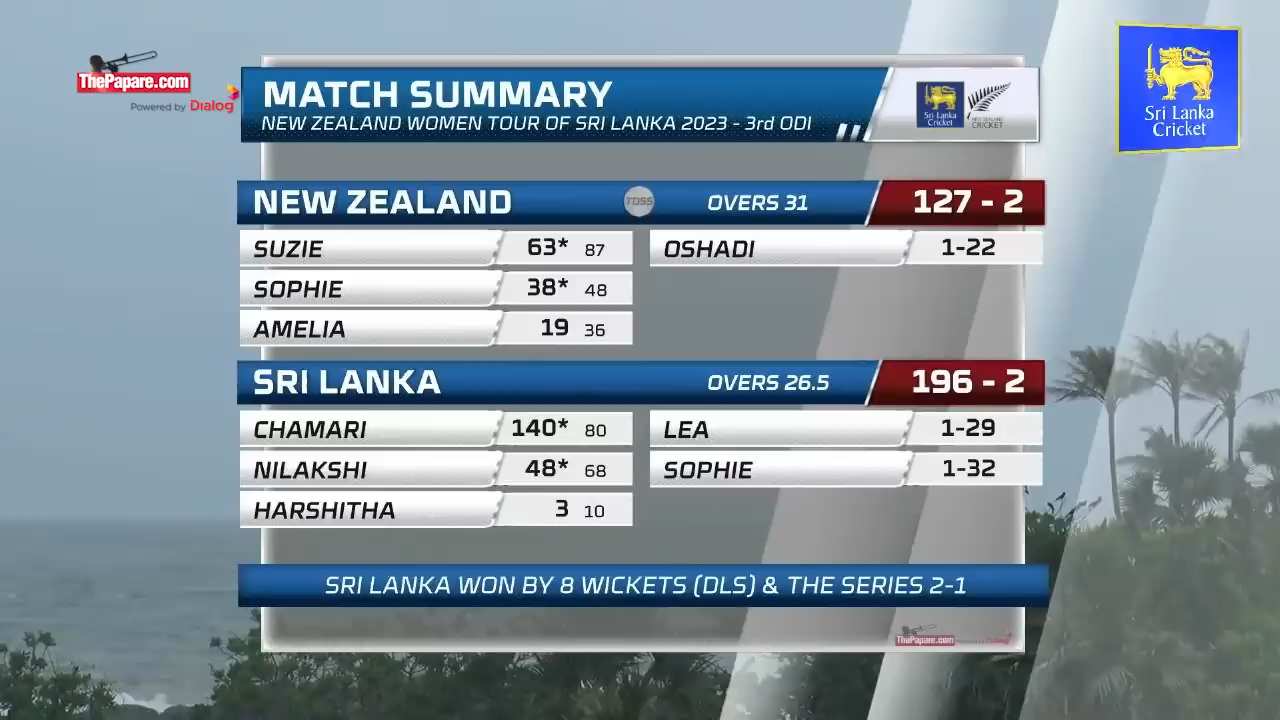 ThePapare.com
Powered by Dialog
MATCH SUMMARY
NEW ZEALAND WOMEN TOUR OF SRI LANKA 2023 - 3rd ODI
Sri Lanka
Cricket
NEW ZEALAND
CRICKET
Sri Lanka
Cricket
NEW ZEALAND TOSS OVERS 31 127 - 2
SUZIE 63* 87 OSHADI 1-22
SOPHIE 38* 48
AMELIA 19 36
SRI LANKA OVERS 26.5 196 - 2
CHAMARI 140* 80 LEA 1-29
NILAKSHI 48* 68 SOPHIE 1-32
HARSHITHA 3 10
SRI LANKA WON BY 8 WICKETS (DLS) & THE SERIES 2-1
ThePapare.com